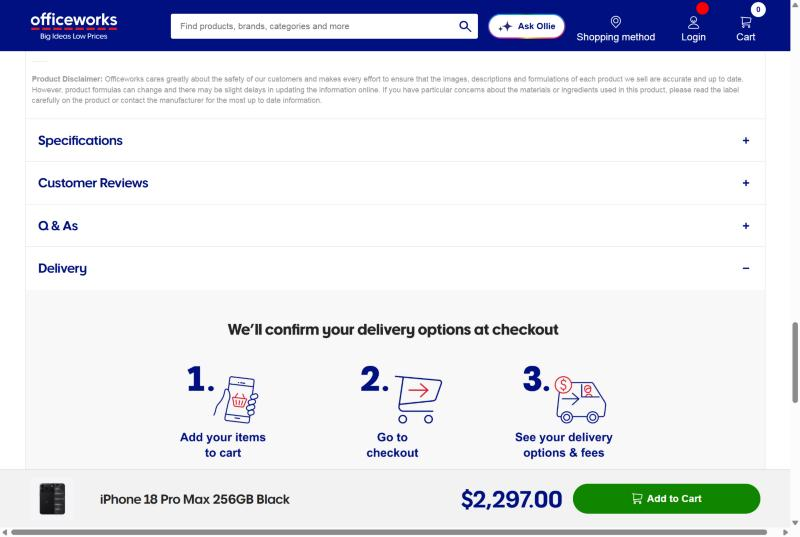 officeworks
Big Ideas Low Prices
Find products, brands, categories and more
Ask Ollie
Shopping method
Login
0
Cart
Product Disclaimer: Officeworks cares greatly about the safety of our customers and makes every effort to ensure that the images, descriptions and formulations of each product we sell are accurate and up to date.
However, product formulas can change and there may be slight delays in updating the information online. If you have particular concerns about the materials or ingredients used in this product, please read the label
carefully on the product or contact the manufacturer for the most up to date information.
Specifications
+
Customer Reviews
+
Q & As
+
Delivery
−
We'll confirm your delivery options at checkout
1.
Add your items
to cart
2.
Go to
checkout
3.
$
See your delivery
options & fees
iPhone 18 Pro Max 256GB Black
$2,297.00
Add to Cart